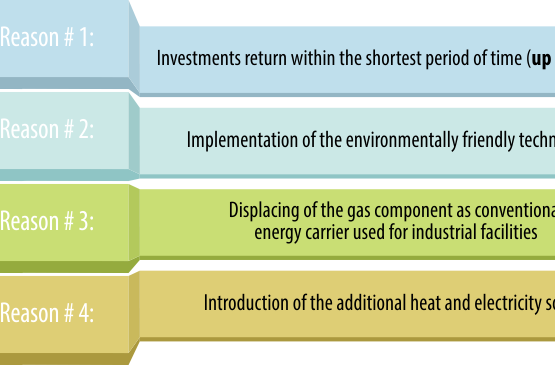 Reason # 1:
Investments return within the shortest period of time (up
Reason # 2:
Implementation of the environmentally friendly techn
Reason # 3:
Displacing of the gas component as conventiona
energy carrier used for industrial facilities
Reason # 4:
Introduction of the additional heat and electricity so